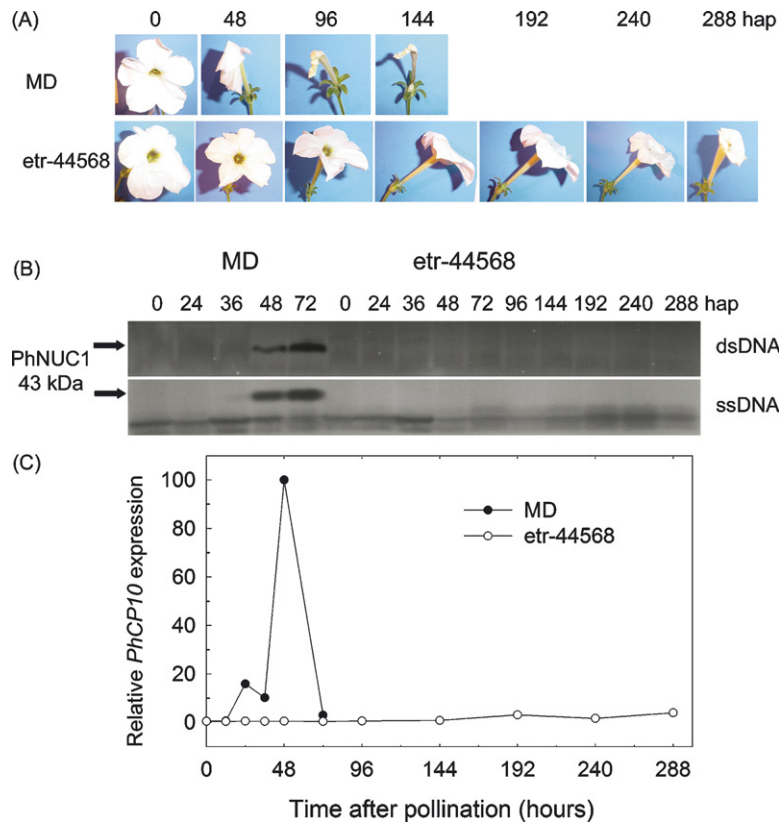 (A)
0 48 96 144 192 240 288 hap
MD
etr-44568
(B)
MD etr-44568
0 24 36 48 72 0 24 36 48 72 96 144 192 240 288 hap
PhNUC1
43 kDa
dsDNA
ssDNA
(C)
Relative PhCP10 expression
100
80
60
40
20
0
MD
etr-44568
0 48 96 144 192 240 288
Time after pollination (hours)